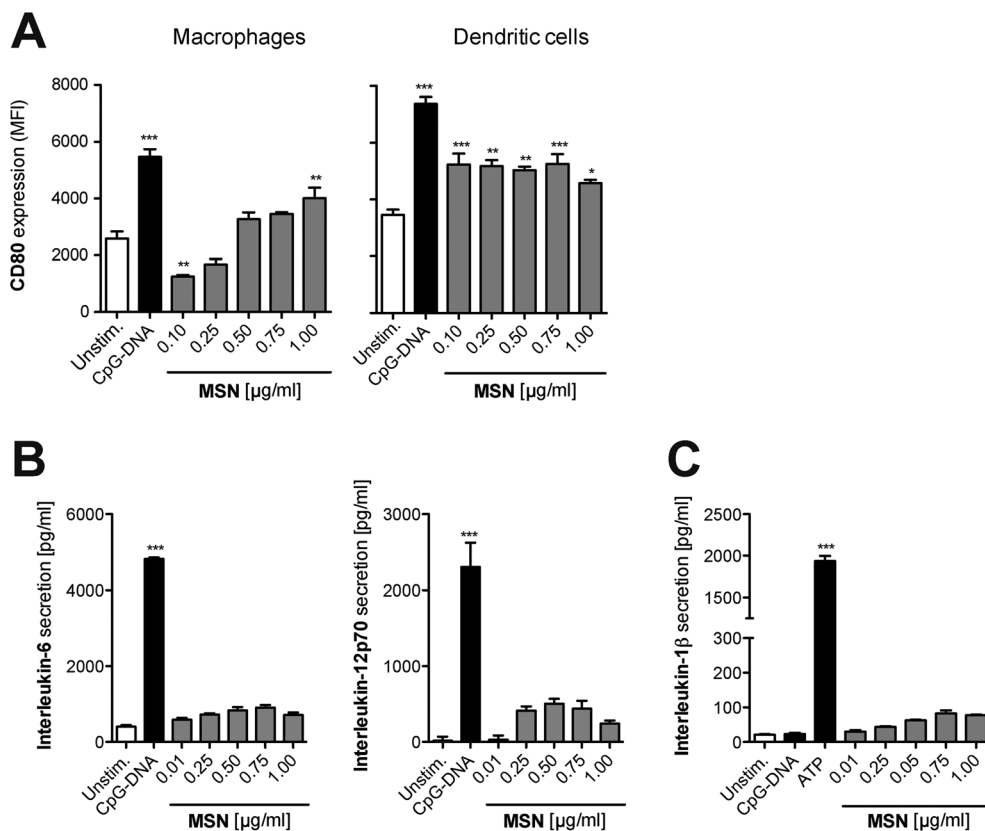 A
Macrophages
Dendritic cells
CD80 expression (MFI)
8000
6000
4000
2000
0
***
**
**
***
***
**
**
***
*
Unstim.
CpG-DNA
0.10
0.25
0.50
0.75
1.00
MSN [µg/ml]
Unstim.
CpG-DNA
0.10
0.25
0.50
0.75
1.00
MSN [µg/ml]
B
Interleukin-6 secretion [pg/ml]
6000
4000
2000
0
***
Unstim.
CpG-DNA
0.01
0.25
0.50
0.75
1.00
MSN [µg/ml]
Interleukin-12p70 secretion [pg/ml]
3000
2000
1000
0
***
Unstim.
CpG-DNA
0.01
0.25
0.50
0.75
1.00
MSN [µg/ml]
C
Interleukin-1β secretion [pg/ml]
2500
2000
1500
1000
300
200
100
0
***
Unstim.
CpG-DNA
ATP
0.01
0.25
0.05
0.75
1.00
MSN [µg/ml]